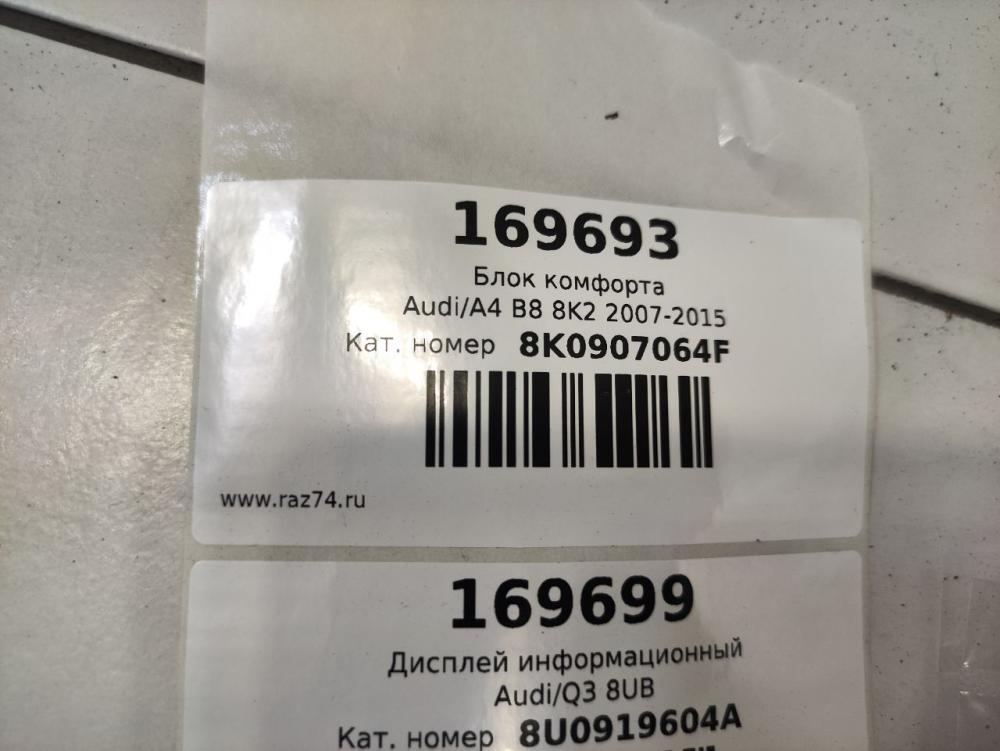 169693
Блок комфорта
Audi/A4 B8 8K2 2007-2015
Кат. номер 8K0907064F
www.raz74.ru
169699
Дисплей информационный
Audi/Q3 8UB
Кат. номер 8U0919604A